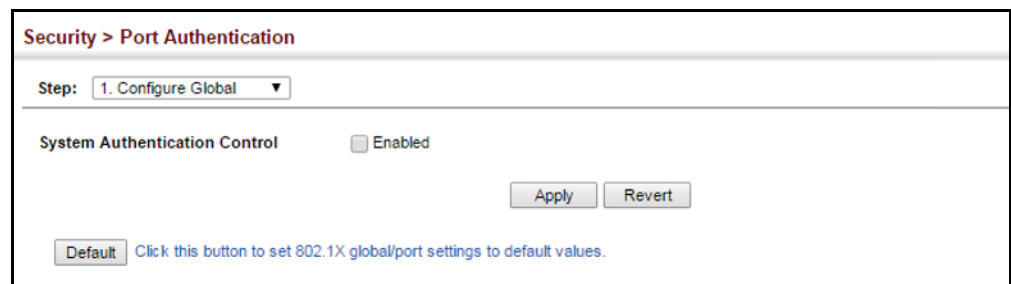 Security > Port Authentication
Step: 1. Configure Global
System Authentication Control Enabled
Apply Revert
Default Click this button to set 802.1X global/port settings to default values.